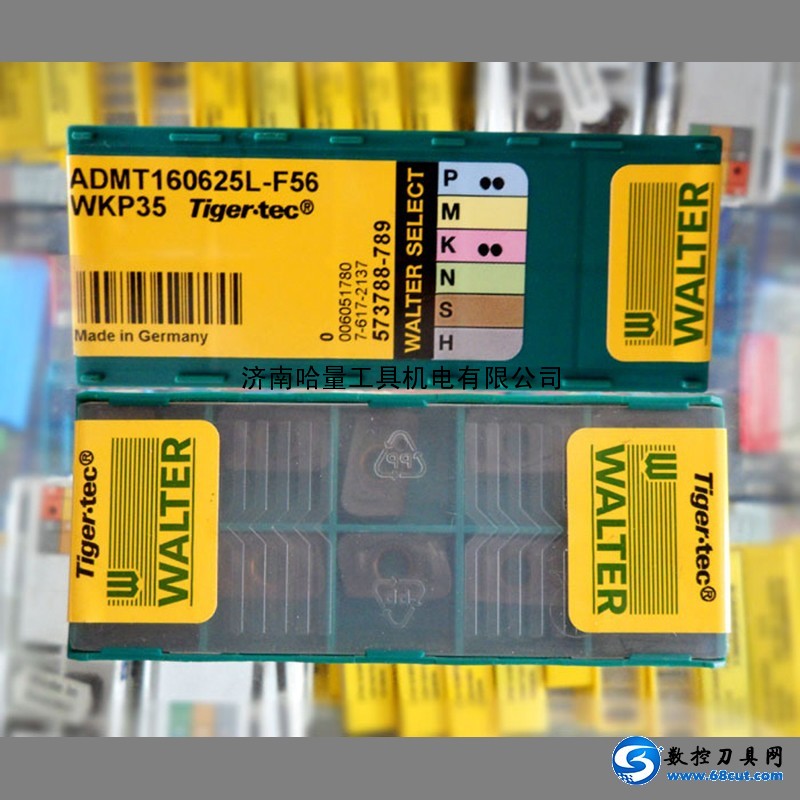 ADMT160625L-F56
WKP35 Tiger·tec®
Made in Germany
0
006051780
7-617-2137
573788-789
WALTER SELECT
P
M
K
N
S
H
WALTER
济南哈量工具机电有限公司
Tiger·tec®
WALTER
PP
WALTER
Tiger·tec®
数控刀具网
www.68cut.com